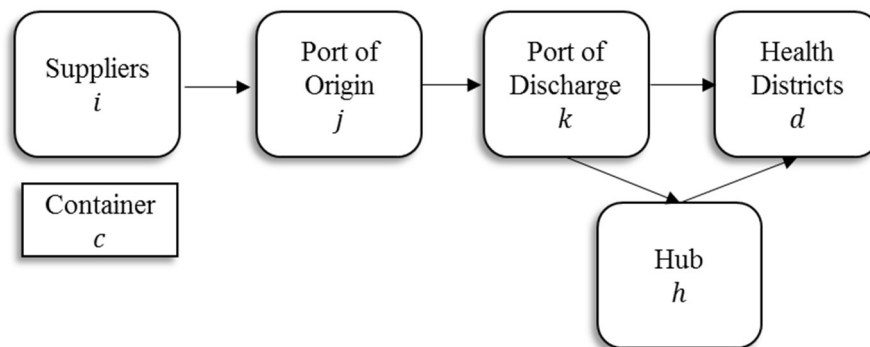 Suppliers
i
Port of
Origin
j
Port of
Discharge
k
Health
Districts
d
Container
c
Hub
h